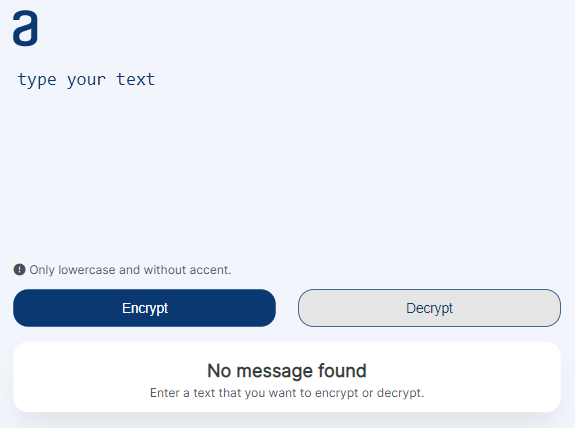 a
type your text
Only lowercase and without accent.
Encrypt
Decrypt
No message found
Enter a text that you want to encrypt or decrypt.